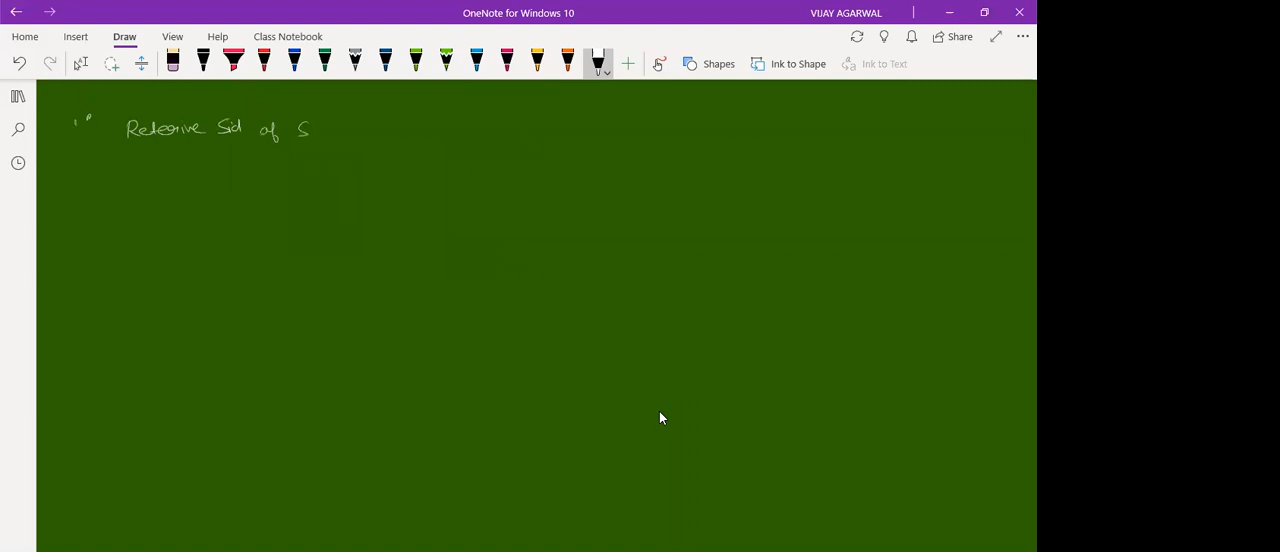 OneNote for Windows 10
VIJAY AGARWAL
Home Insert Draw View Help Class Notebook
Share
Shapes Ink to Shape Ink to Text
Reterive Sid of S